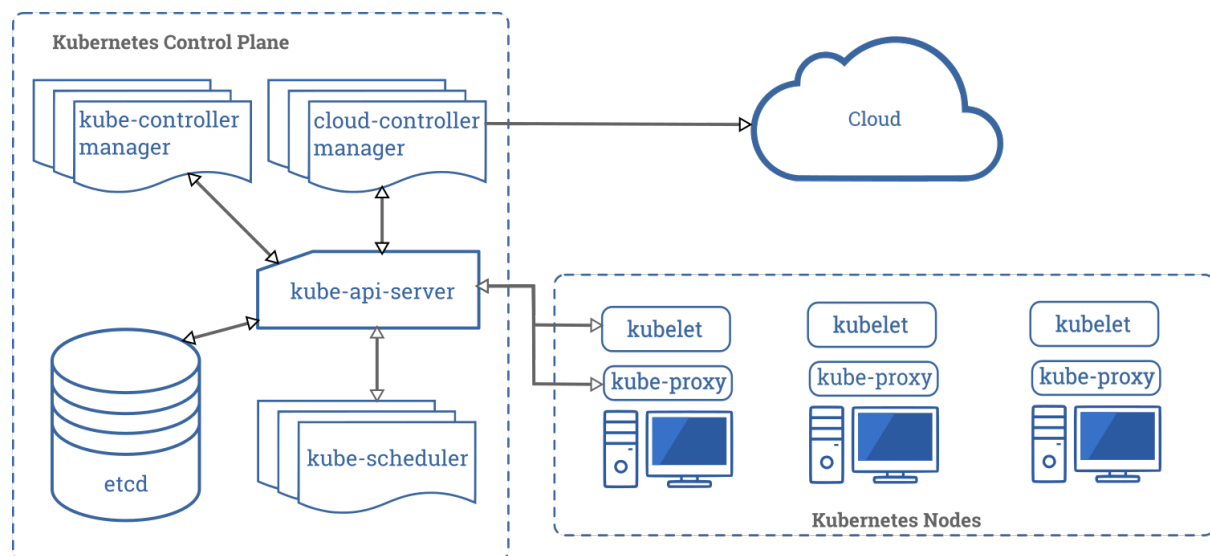 Kubernetes Control Plane
kube-controller
manager
cloud-controller
manager
Cloud
kube-api-server
etcd
kube-scheduler
kubelet
kube-proxy
kubelet
kube-proxy
kubelet
kube-proxy
Kubernetes Nodes